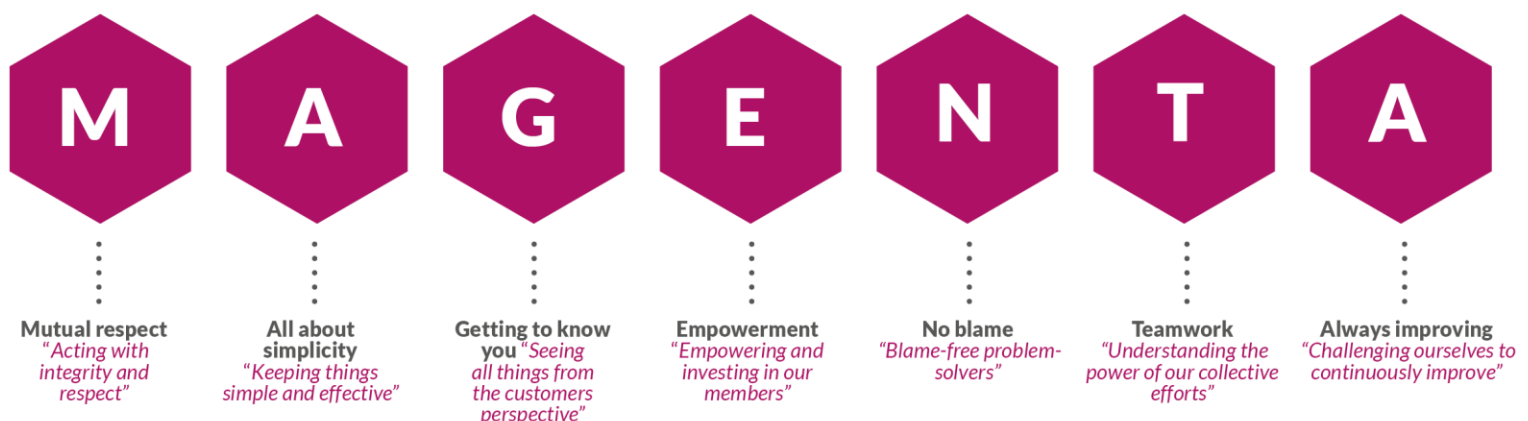 M
A
G
E
N
T
A
Mutual respect
“Acting with
integrity and
respect”
All about
simplicity
“Keeping things
simple and effective”
Getting to know
you “Seeing
all things from
the customers
perspective”
Empowerment
“Empowering and
investing in our
members”
No blame
“Blame-free problem-
solvers”
Teamwork
“Understanding the
power of our collective
efforts”
Always improving
“Challenging ourselves to
continuously improve”